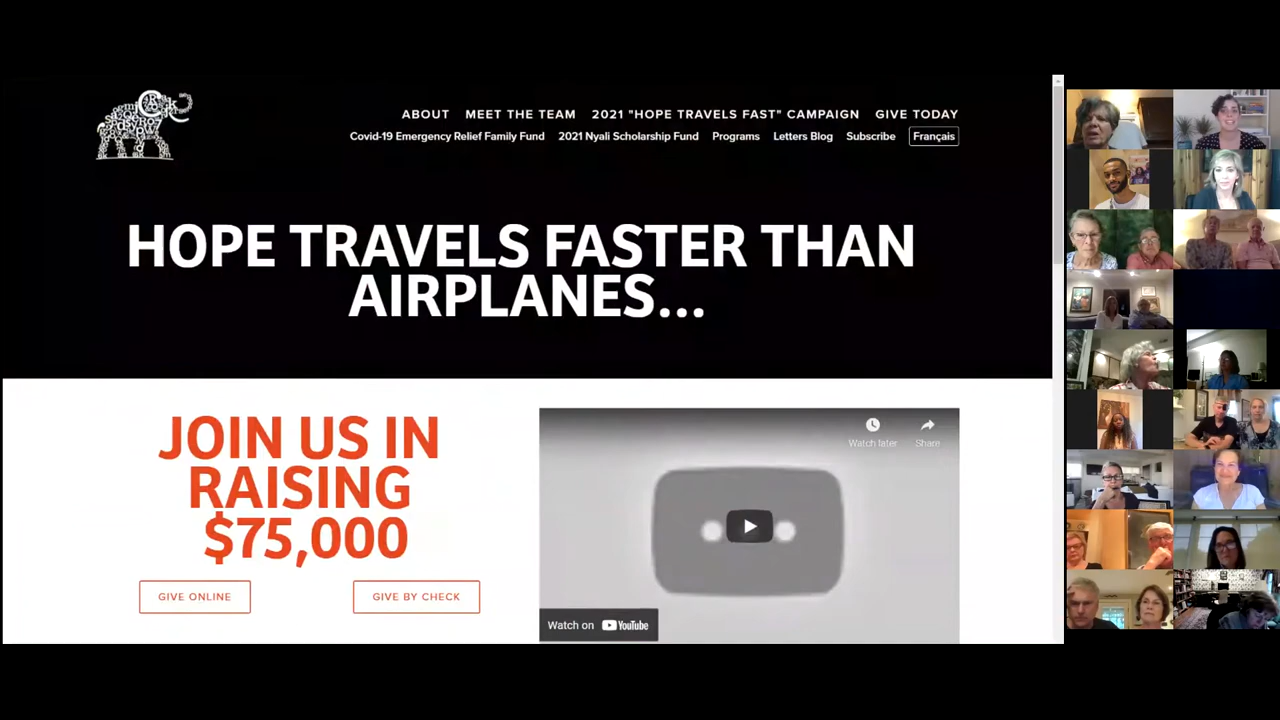 ABOUT MEET THE TEAM 2021 "HOPE TRAVELS FAST" CAMPAIGN GIVE TODAY
Covid-19 Emergency Relief Family Fund 2021 Nyali Scholarship Fund Programs Letters Blog Subscribe Français
HOPE TRAVELS FASTER THAN
AIRPLANES...
JOIN US IN
RAISING
$75,000
GIVE ONLINE GIVE BY CHECK
Watch later Share
Watch on YouTube